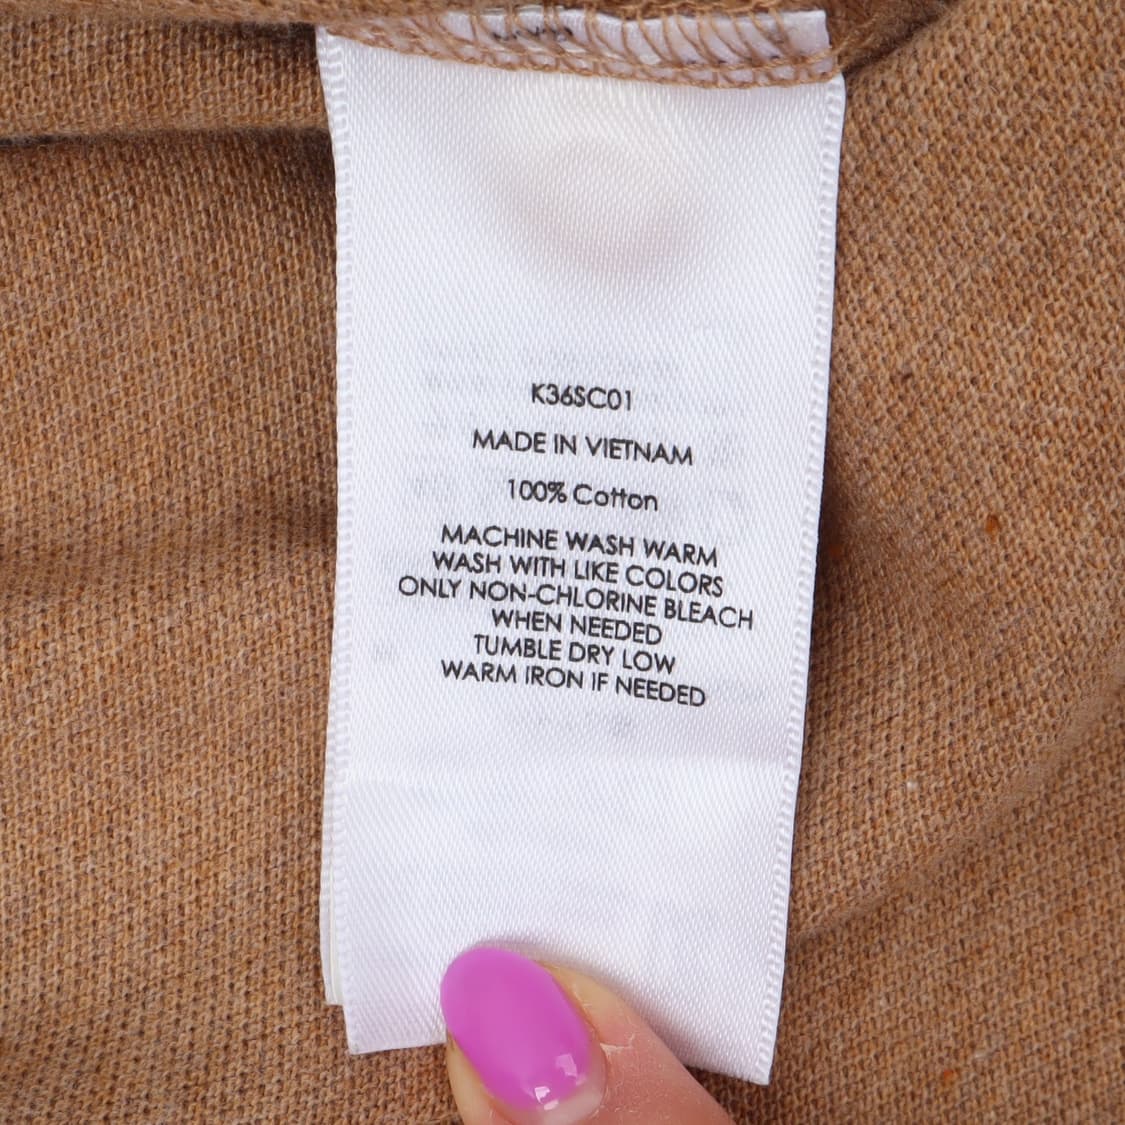 K36SC01
MADE IN VIETNAM
100% Cotton
MACHINE WASH WARM
WASH WITH LIKE COLORS
ONLY NON-CHLORINE BLEACH
WHEN NEEDED
TUMBLE DRY LOW
WARM IRON IF NEEDED